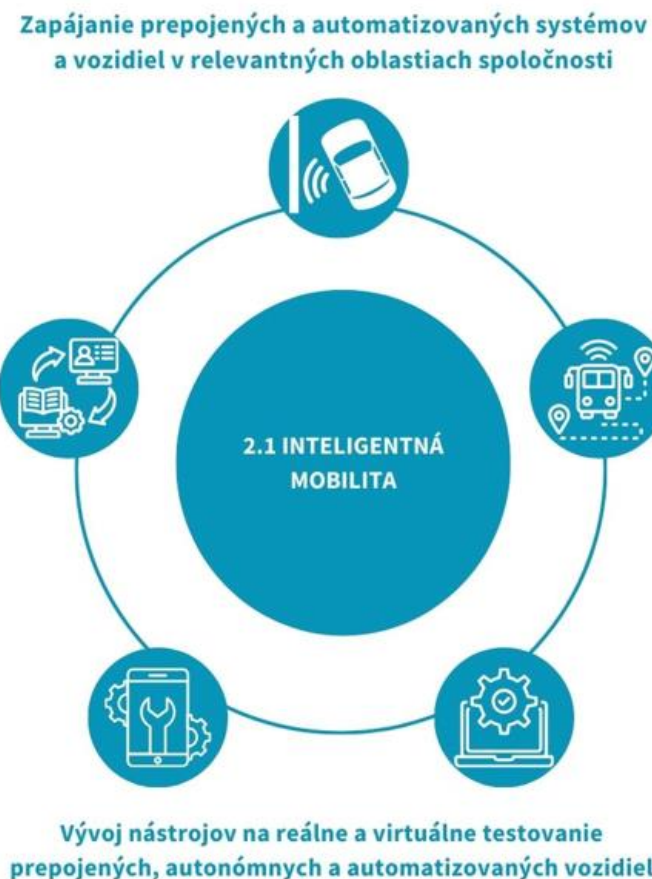 Zapájanie prepojených a automatizovaných systémov
a vozidiel v relevantných oblastiach spoločnosti
2.1 INTELIGENTNÁ
MOBILITA
Vývoj nástrojov na reálne a virtuálne testovanie
prepojených, autonómnych a automatizovaných vozidiel